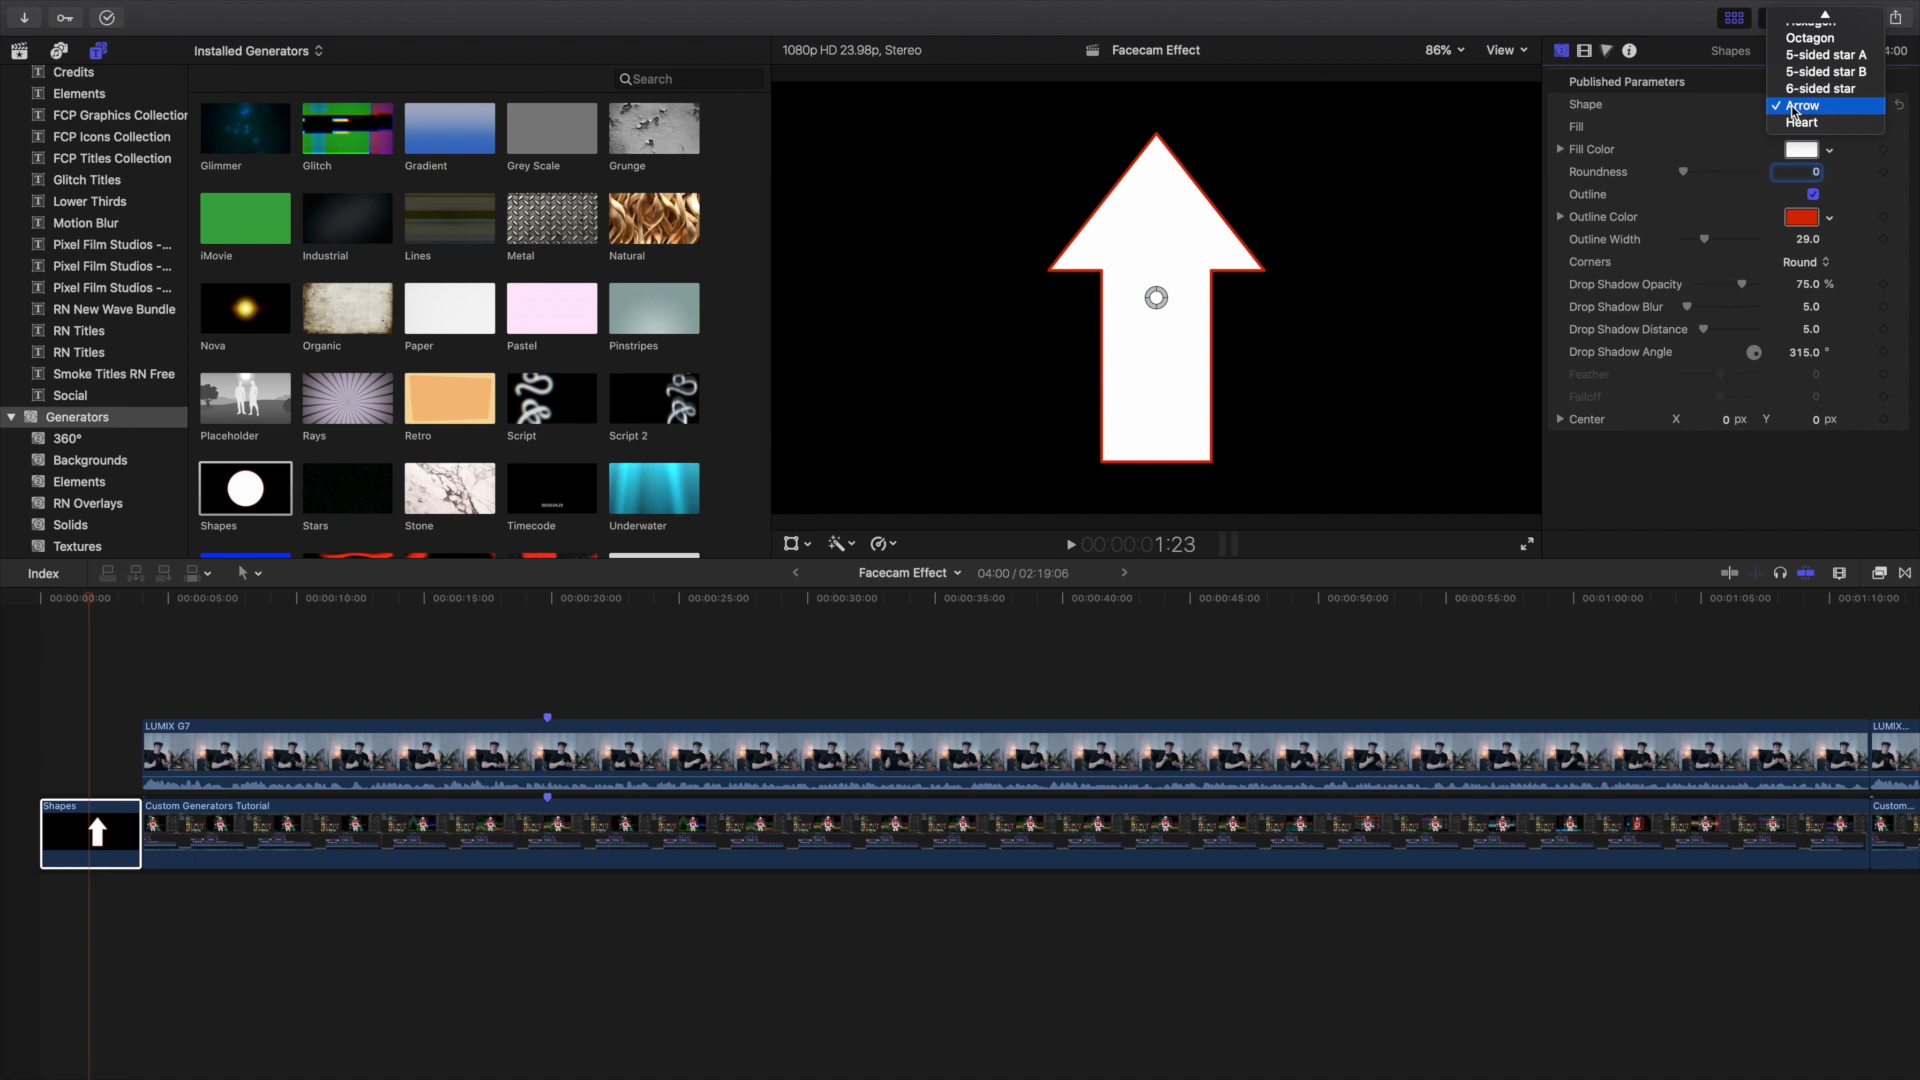 Installed Generators
1080p HD 23.98p, Stereo
Facecam Effect
86%
View
Shapes
4:00
Hexagon
Octagon
5-sided star A
5-sided star B
6-sided star
Arrow
Heart
Search
Credits
Elements
FCP Graphics Collection
FCP Icons Collection
FCP Titles Collection
Glitch Titles
Lower Thirds
Motion Blur
Pixel Film Studios -...
Pixel Film Studios -...
Pixel Film Studios -...
RN New Wave Bundle
RN Titles
RN Titles
Smoke Titles RN Free
Social
Generators
360°
Backgrounds
Elements
RN Overlays
Solids
Textures
Glimmer
Glitch
Gradient
Grey Scale
Grunge
iMovie
Industrial
Lines
Metal
Natural
Nova
Organic
Paper
Pastel
Pinstripes
Placeholder
Rays
Retro
Script
Script 2
Shapes
Stars
Stone
Timecode
Underwater
Published Parameters
Shape
Fill
Fill Color
Roundness 0
Outline
Outline Color
Outline Width 29.0
Corners Round
Drop Shadow Opacity 75.0 %
Drop Shadow Blur 5.0
Drop Shadow Distance 5.0
Drop Shadow Angle 315.0 °
Feather 0
Falloff 0
Center X 0 px Y 0 px
00:00:01:23
Index
Facecam Effect
04:00 / 02:19:06
00:00:00:00
00:00:05:00
00:00:10:00
00:00:15:00
00:00:20:00
00:00:25:00
00:00:30:00
00:00:35:00
00:00:40:00
00:00:45:00
00:00:50:00
00:00:55:00
00:01:00:00
00:01:05:00
00:01:10:00
LUMIX G7
LUMIX...
Shapes
Custom Generators Tutorial
Custom...